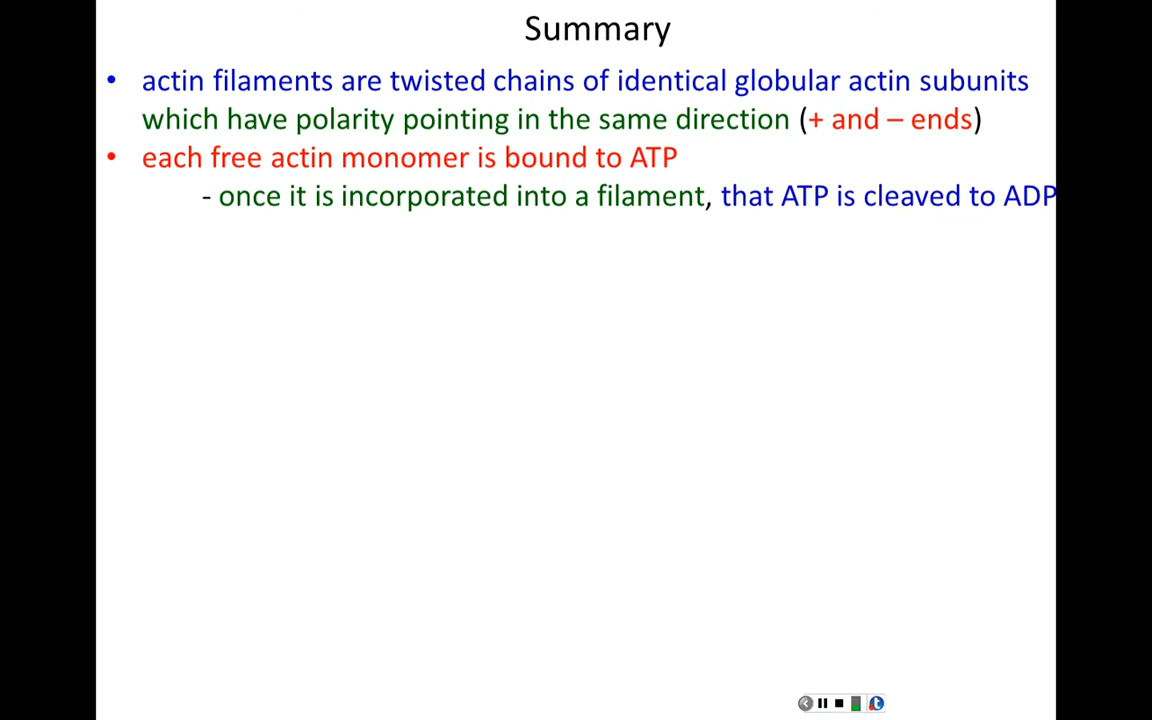 Summary
• actin filaments are twisted chains of identical globular actin subunits
which have polarity pointing in the same direction (+ and – ends)
• each free actin monomer is bound to ATP
- once it is incorporated into a filament, that ATP is cleaved to ADP